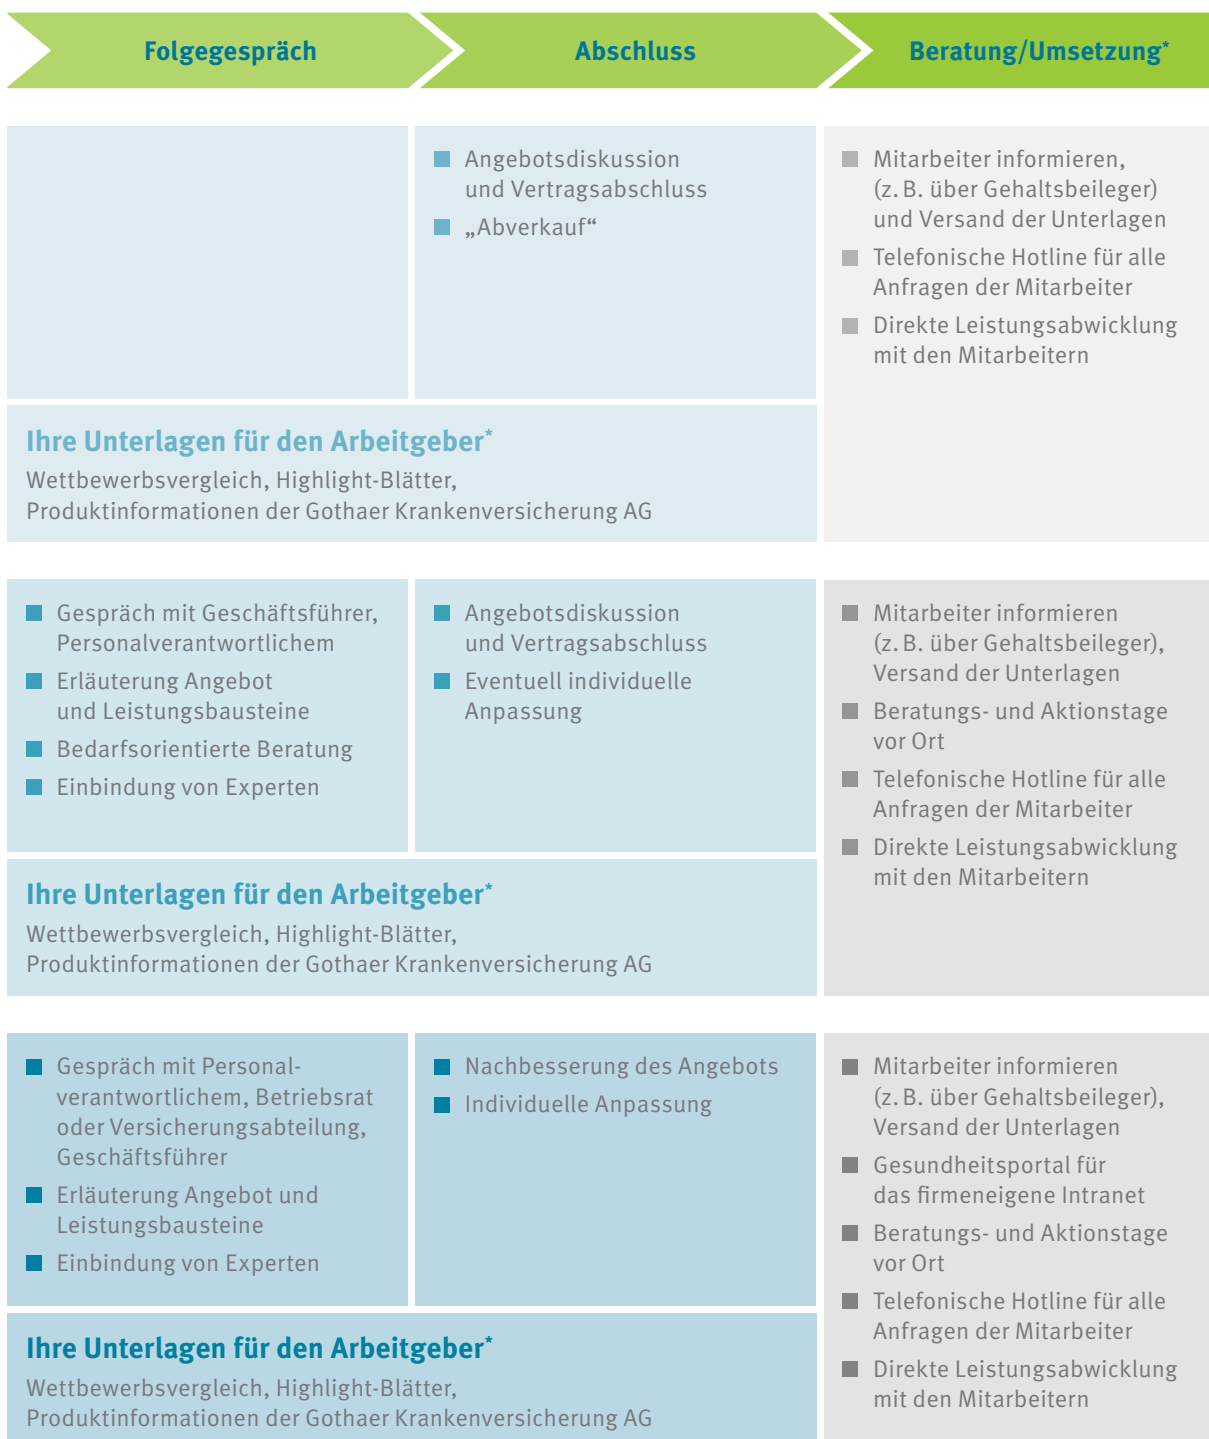 Folgegespräch
Abschluss
Beratung/Umsetzung*
Angebotsdiskussion
und Vertragsabschluss
„Abverkauf“
Mitarbeiter informieren,
(z. B. über Gehaltsbeileger)
und Versand der Unterlagen
Telefonische Hotline für alle
Anfragen der Mitarbeiter
Direkte Leistungsabwicklung
mit den Mitarbeitern
Ihre Unterlagen für den Arbeitgeber*
Wettbewerbsvergleich, Highlight-Blätter,
Produktinformationen der Gothaer Krankenversicherung AG
Gespräch mit Geschäftsführer,
Personalverantwortlichem
Erläuterung Angebot
und Leistungsbausteine
Bedarfsorientierte Beratung
Einbindung von Experten
Angebotsdiskussion
und Vertragsabschluss
Eventuell individuelle
Anpassung
Mitarbeiter informieren
(z. B. über Gehaltsbeileger),
Versand der Unterlagen
Beratungs- und Aktionstage
vor Ort
Telefonische Hotline für alle
Anfragen der Mitarbeiter
Direkte Leistungsabwicklung
mit den Mitarbeitern
Ihre Unterlagen für den Arbeitgeber*
Wettbewerbsvergleich, Highlight-Blätter,
Produktinformationen der Gothaer Krankenversicherung AG
Gespräch mit Personal-
verantwortlichem, Betriebsrat
oder Versicherungsabteilung,
Geschäftsführer
Erläuterung Angebot und
Leistungsbausteine
Einbindung von Experten
Nachbesserung des Angebots
Individuelle Anpassung
Mitarbeiter informieren
(z. B. über Gehaltsbeileger),
Versand der Unterlagen
Gesundheitsportal für
das firmeneigene Intranet
Beratungs- und Aktionstage
vor Ort
Telefonische Hotline für alle
Anfragen der Mitarbeiter
Direkte Leistungsabwicklung
mit den Mitarbeitern
Ihre Unterlagen für den Arbeitgeber*
Wettbewerbsvergleich, Highlight-Blätter,
Produktinformationen der Gothaer Krankenversicherung AG